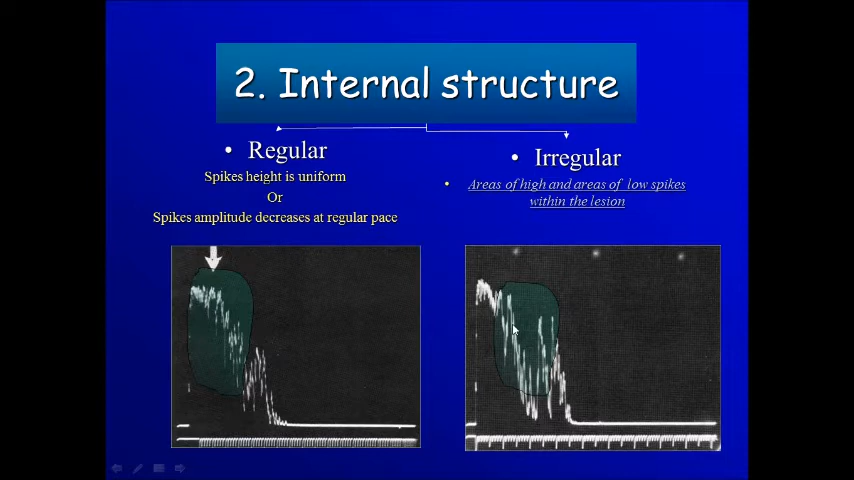 2. Internal structure
• Regular
Spikes height is uniform
Or
Spikes amplitude decreases at regular pace
• Irregular
• Areas of high and areas of low spikes
within the lesion